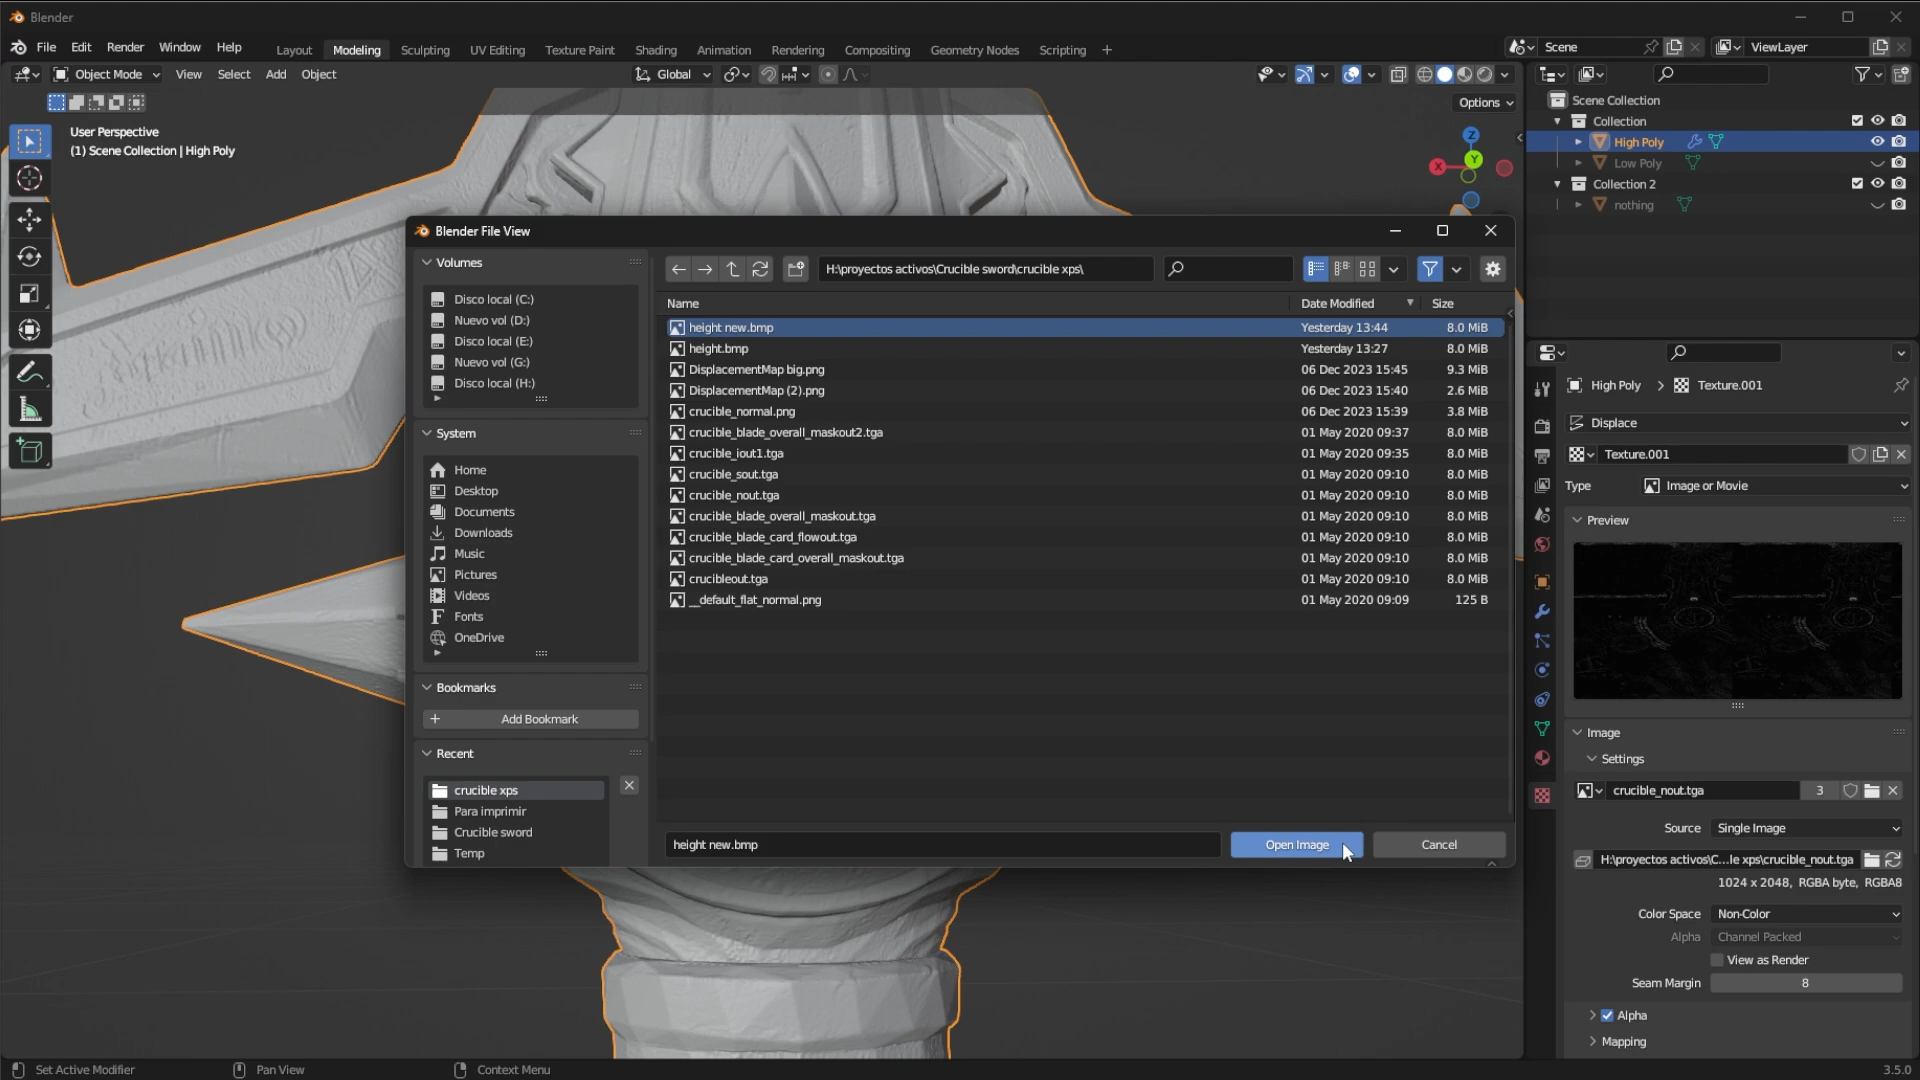 Blender
File Edit Render Window Help Layout Modeling Sculpting UV Editing Texture Paint Shading Animation Rendering Compositing Geometry Nodes Scripting + Scene ViewLayer
Object Mode View Select Add Object Global
Options
User Perspective
(1) Scene Collection | High Poly
Z
Y
X
Scene Collection
Collection
High Poly
Low Poly
Collection 2
nothing
Blender File View
Volumes
Disco local (C:)
Nuevo vol (D:)
Disco local (E:)
Nuevo vol (G:)
Disco local (H:)
System
Home
Desktop
Documents
Downloads
Music
Pictures
Videos
Fonts
OneDrive
Bookmarks
+ Add Bookmark
Recent
crucible xps
Para imprimir
Crucible sword
Temp
H:\proyectos activos\Crucible sword\crucible xps\
Name Date Modified Size
height new.bmp Yesterday 13:44 8.0 MiB
height.bmp Yesterday 13:27 8.0 MiB
DisplacementMap big.png 06 Dec 2023 15:45 9.3 MiB
DisplacementMap (2).png 06 Dec 2023 15:40 2.6 MiB
crucible_normal.png 06 Dec 2023 15:39 3.8 MiB
crucible_blade_overall_maskout2.tga 01 May 2020 09:37 8.0 MiB
crucible_iout1.tga 01 May 2020 09:35 8.0 MiB
crucible_sout.tga 01 May 2020 09:10 8.0 MiB
crucible_nout.tga 01 May 2020 09:10 8.0 MiB
crucible_blade_overall_maskout.tga 01 May 2020 09:10 8.0 MiB
crucible_blade_card_flowout.tga 01 May 2020 09:10 8.0 MiB
crucible_blade_card_overall_maskout.tga 01 May 2020 09:10 8.0 MiB
crucibleout.tga 01 May 2020 09:10 8.0 MiB
__default_flat_normal.png 01 May 2020 09:09 125 B
height new.bmp Open Image Cancel
High Poly > Texture.001
Displace
Texture.001
Type Image or Movie
Preview
Image
Settings
crucible_nout.tga 3
Source Single Image
H:\proyectos activos\C...le xps\crucible_nout.tga
1024 x 2048, RGBA byte, RGBA8
Color Space Non-Color
Alpha Channel Packed
View as Render
Seam Margin 8
Alpha
Mapping
Set Active Modifier Pan View Context Menu 3.5.0